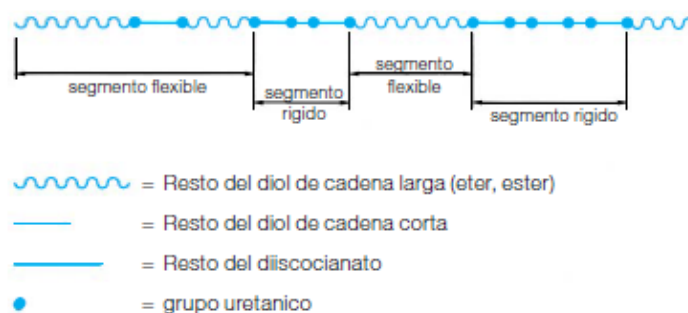 segmento flexible
segmento
rigido
segmento
flexible
segmento rigido
= Resto del diol de cadena larga (eter, ester)
= Resto del diol de cadena corta
= Resto del diiscocianato
= grupo uretanico